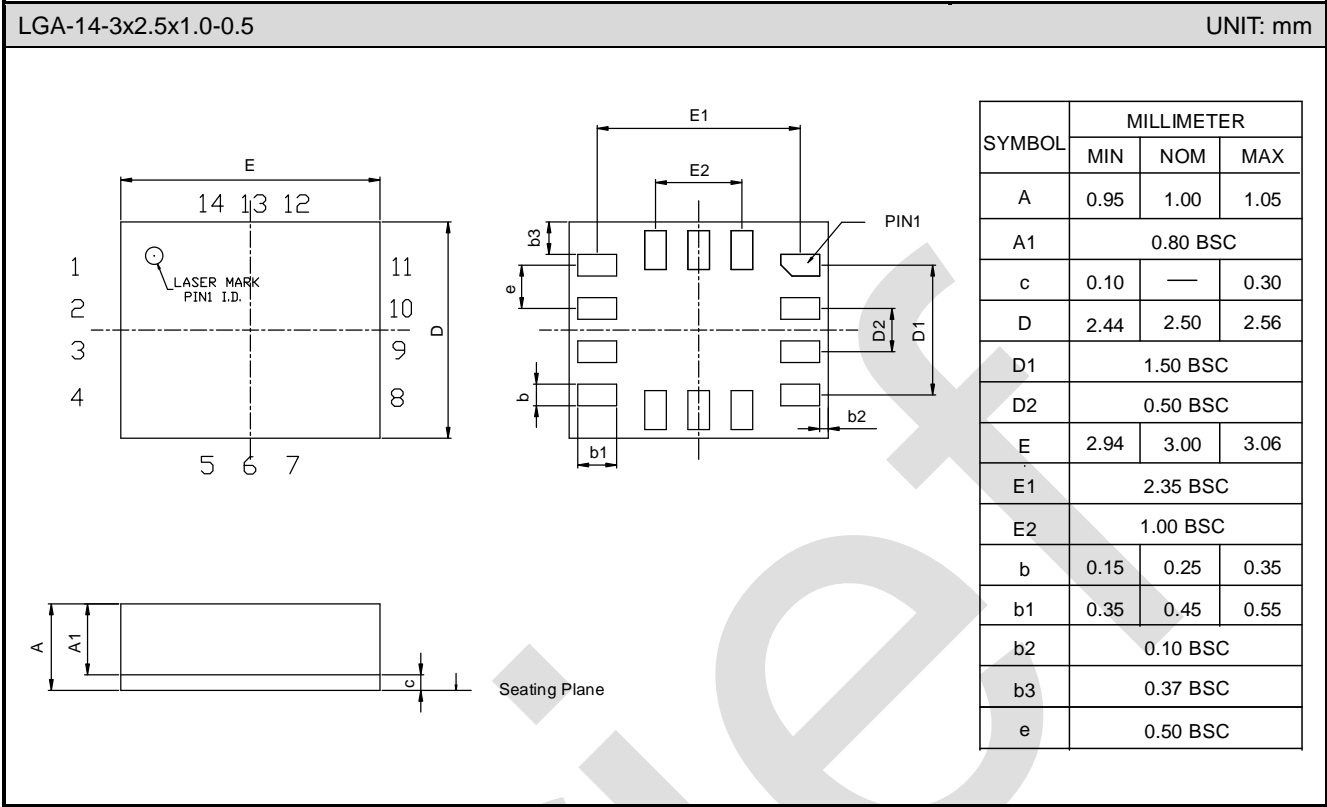 LGA-14-3x2.5x1.0-0.5 UNIT: mm
E
14 13 12
1
2
3
4
LASER MARK
PIN1 I.D.
11
10
9
8
D
5 6 7
E1
E2
PIN1
b3
e
b
b1
b2
D2
D1
A
A1
c
Seating Plane
SYMBOL MILLIMETER
MIN NOM MAX
A 0.95 1.00 1.05
A1 0.80 BSC
c 0.10 — 0.30
D 2.44 2.50 2.56
D1 1.50 BSC
D2 0.50 BSC
E 2.94 3.00 3.06
E1 2.35 BSC
E2 1.00 BSC
b 0.15 0.25 0.35
b1 0.35 0.45 0.55
b2 0.10 BSC
b3 0.37 BSC
e 0.50 BSC